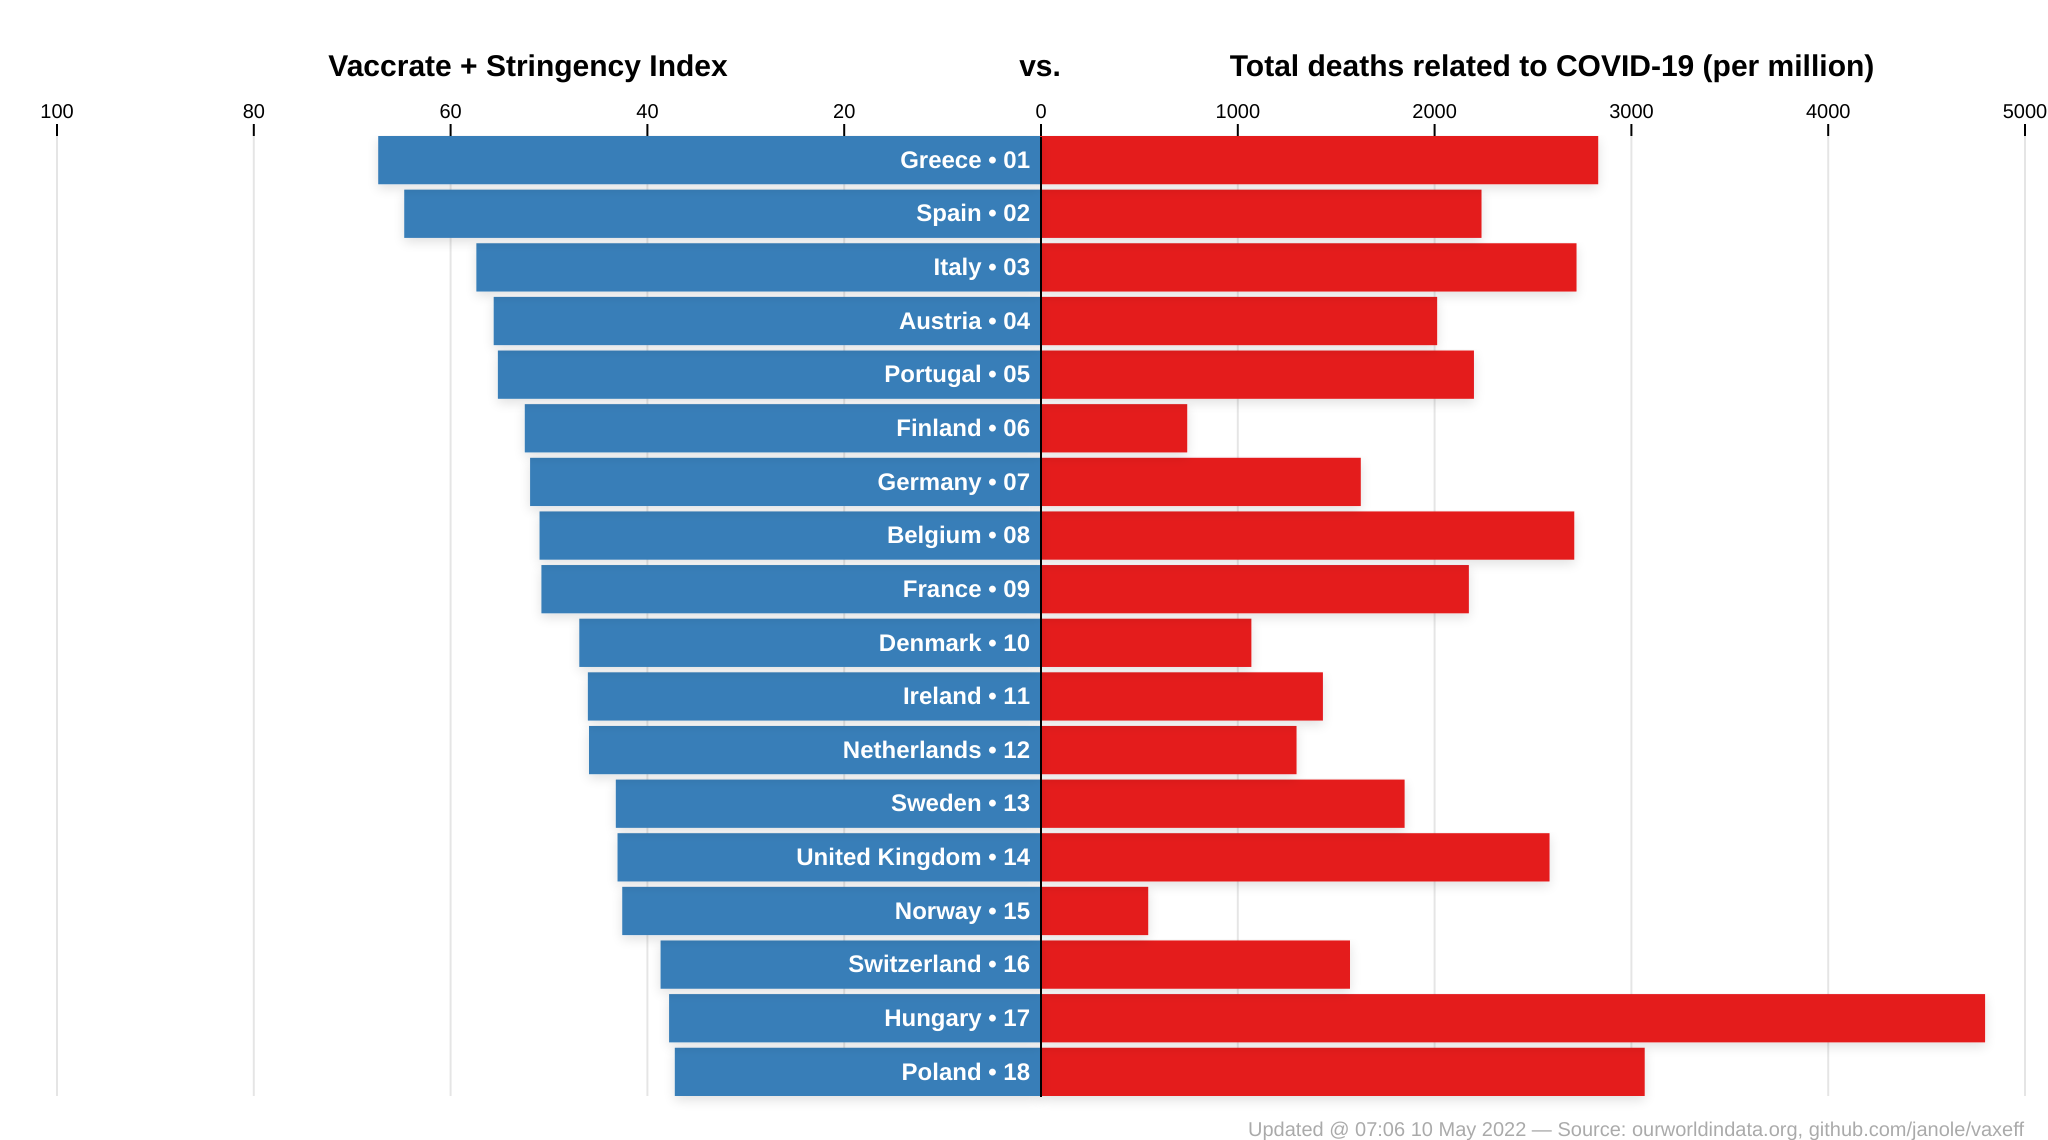 Vaccrate + Stringency Index vs. Total deaths related to COVID-19 (per million)
100 80 60 40 20 0 1000 2000 3000 4000 5000
Greece • 01
Spain • 02
Italy • 03
Austria • 04
Portugal • 05
Finland • 06
Germany • 07
Belgium • 08
France • 09
Denmark • 10
Ireland • 11
Netherlands • 12
Sweden • 13
United Kingdom • 14
Norway • 15
Switzerland • 16
Hungary • 17
Poland • 18
Updated @ 07:06 10 May 2022 — Source: ourworldindata.org, github.com/janole/vaxeff